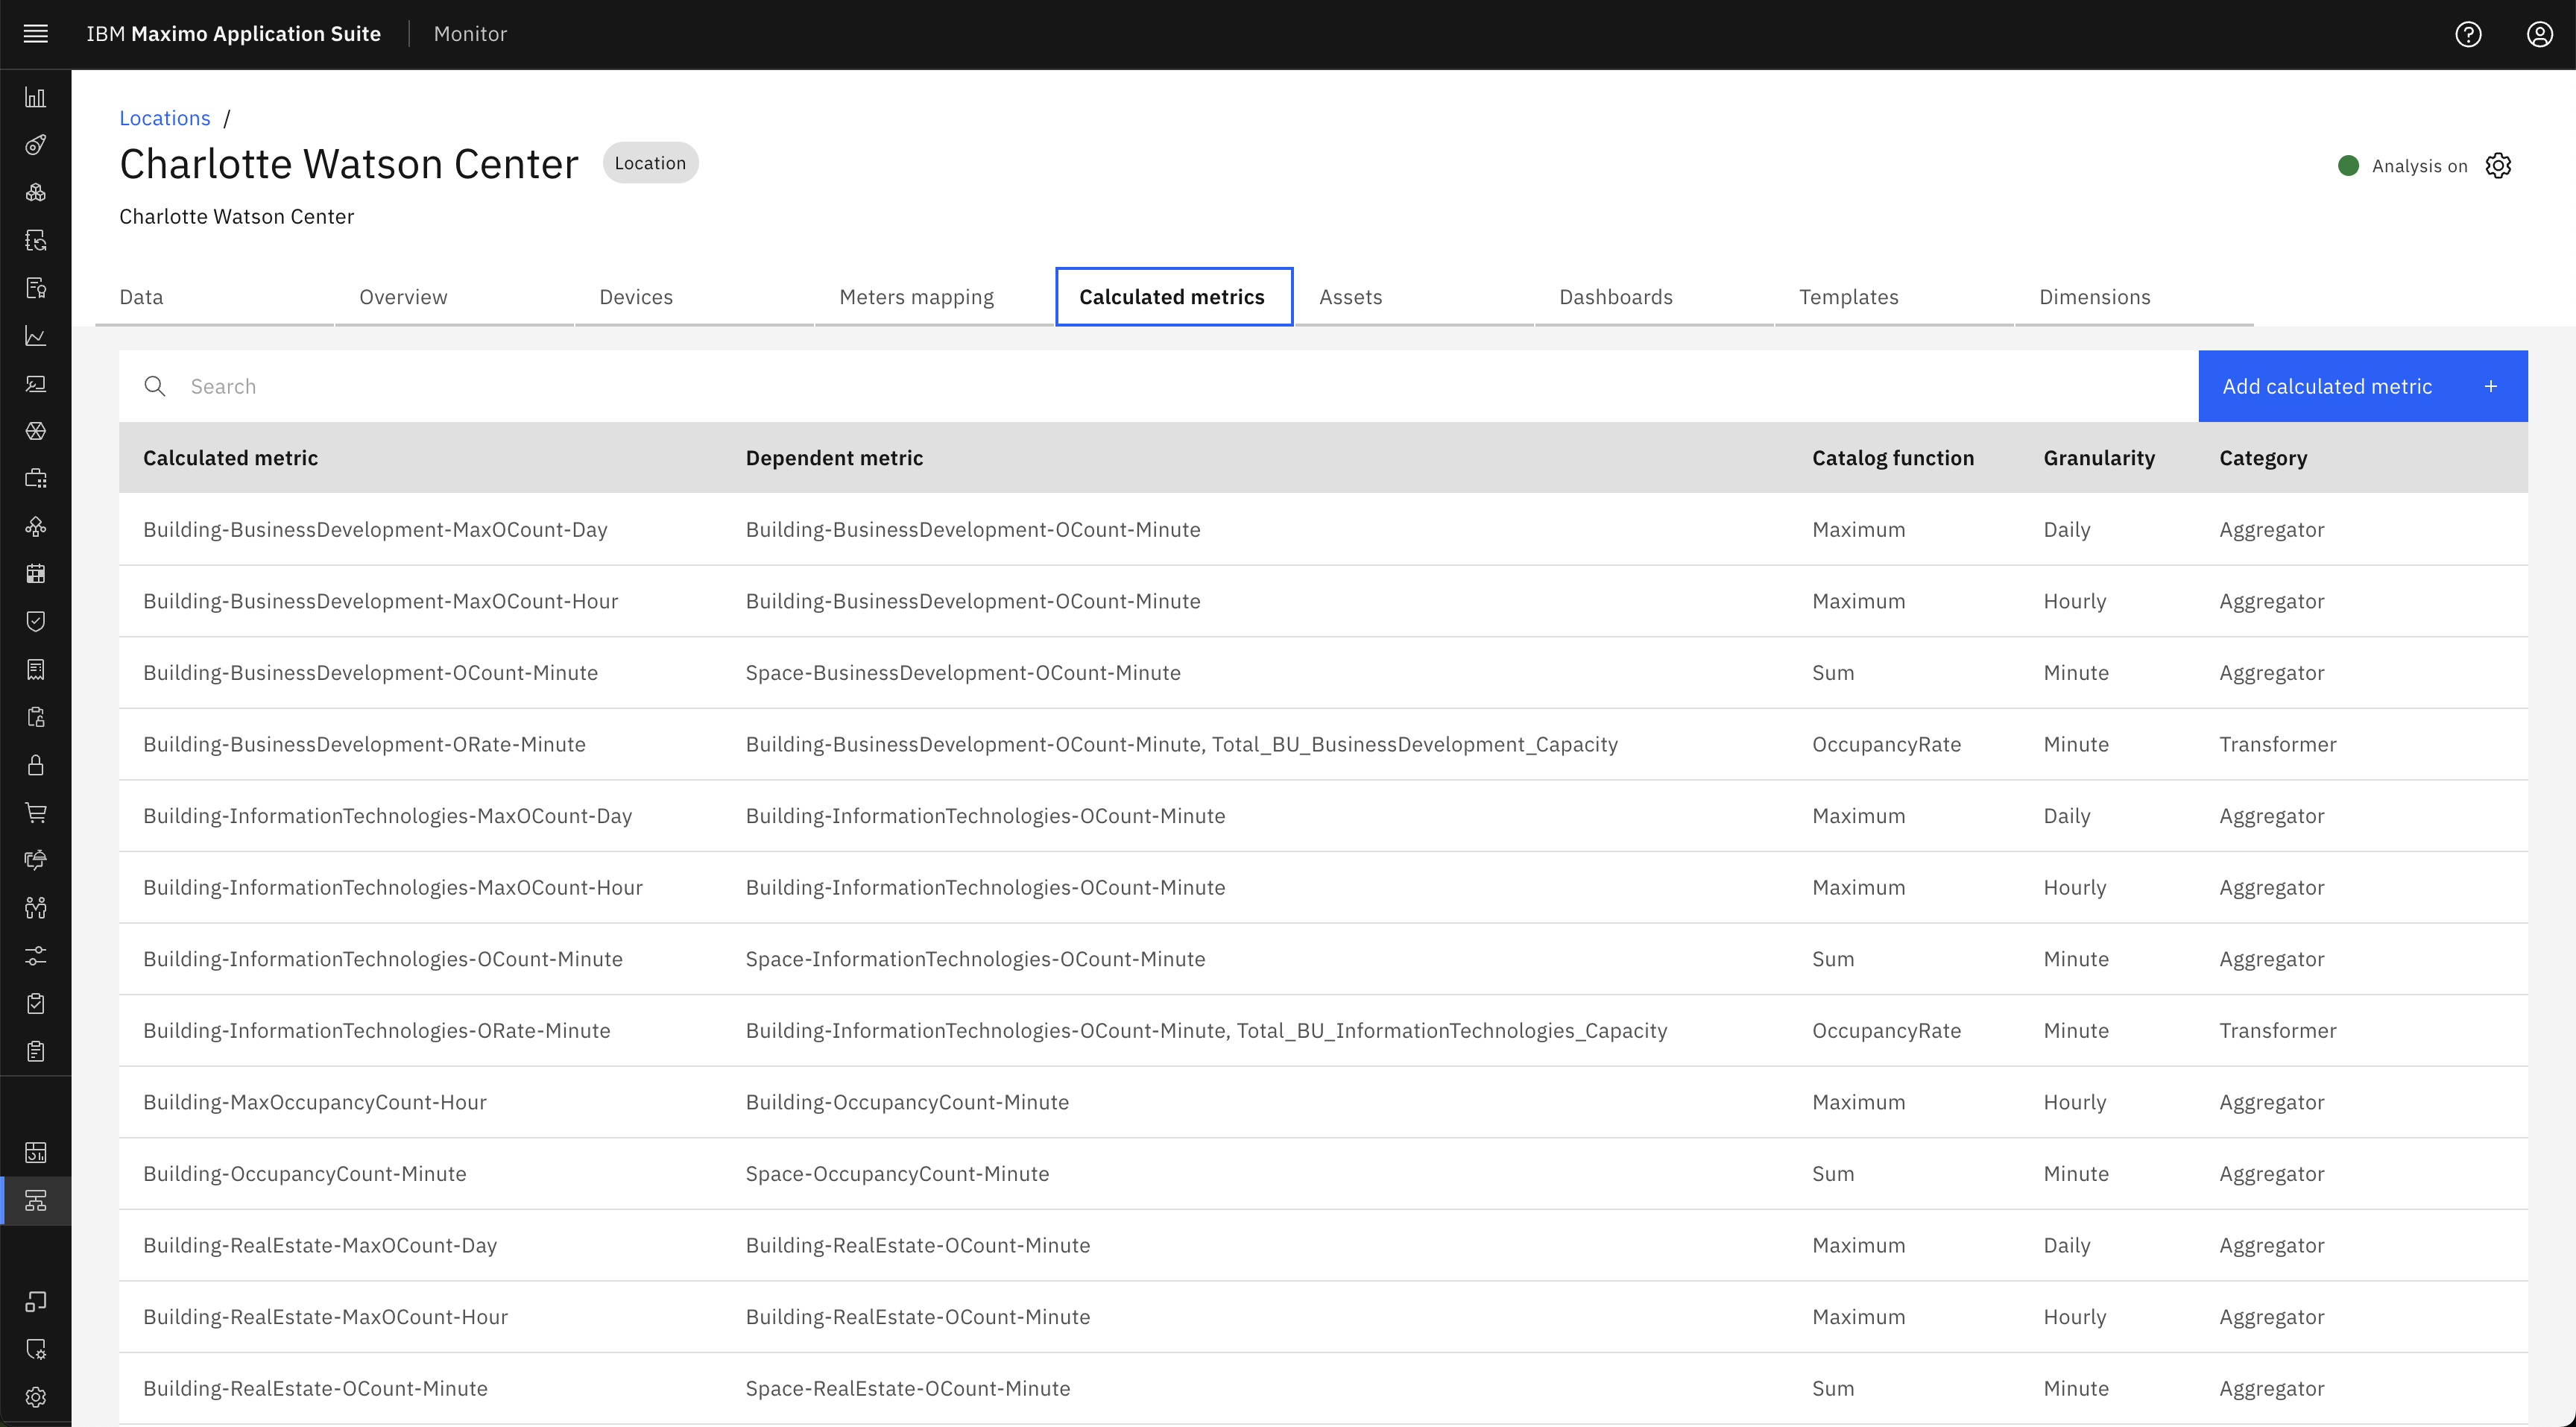 IBM Maximo Application Suite Monitor
Locations /
Charlotte Watson Center Location
Analysis on
Charlotte Watson Center
Data Overview Devices Meters mapping Calculated metrics Assets Dashboards Templates Dimensions
Search Add calculated metric +
Calculated metric Dependent metric Catalog function Granularity Category
Building-BusinessDevelopment-MaxOCount-Day Building-BusinessDevelopment-OCount-Minute Maximum Daily Aggregator
Building-BusinessDevelopment-MaxOCount-Hour Building-BusinessDevelopment-OCount-Minute Maximum Hourly Aggregator
Building-BusinessDevelopment-OCount-Minute Space-BusinessDevelopment-OCount-Minute Sum Minute Aggregator
Building-BusinessDevelopment-ORate-Minute Building-BusinessDevelopment-OCount-Minute, Total_BU_BusinessDevelopment_Capacity OccupancyRate Minute Transformer
Building-InformationTechnologies-MaxOCount-Day Building-InformationTechnologies-OCount-Minute Maximum Daily Aggregator
Building-InformationTechnologies-MaxOCount-Hour Building-InformationTechnologies-OCount-Minute Maximum Hourly Aggregator
Building-InformationTechnologies-OCount-Minute Space-InformationTechnologies-OCount-Minute Sum Minute Aggregator
Building-InformationTechnologies-ORate-Minute Building-InformationTechnologies-OCount-Minute, Total_BU_InformationTechnologies_Capacity OccupancyRate Minute Transformer
Building-MaxOccupancyCount-Hour Building-OccupancyCount-Minute Maximum Hourly Aggregator
Building-OccupancyCount-Minute Space-OccupancyCount-Minute Sum Minute Aggregator
Building-RealEstate-MaxOCount-Day Building-RealEstate-OCount-Minute Maximum Daily Aggregator
Building-RealEstate-MaxOCount-Hour Building-RealEstate-OCount-Minute Maximum Hourly Aggregator
Building-RealEstate-OCount-Minute Space-RealEstate-OCount-Minute Sum Minute Aggregator